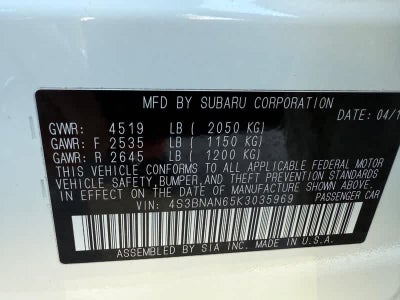 MFD BY SUBARU CORPORATION
DATE: 04/1
GVWR: 4519 LB ( 2050 KG)
GAWR: F 2535 LB ( 1150 KG)
GAWR: R 2645 LB ( 1200 KG)
THIS VEHICLE CONFORMS TO ALL APPLICABLE FEDERAL MOTOR
VEHICLE SAFETY, BUMPER AND THEFT PREVENTION STANDARDS
IN EFFECT ON THE DATE OF MANUFACTURE SHOWN ABOVE.
VIN: 4S3BNAN65K3035969 PASSENGER CAR
ASSEMBLED BY SIA INC. MADE IN U.S.A.